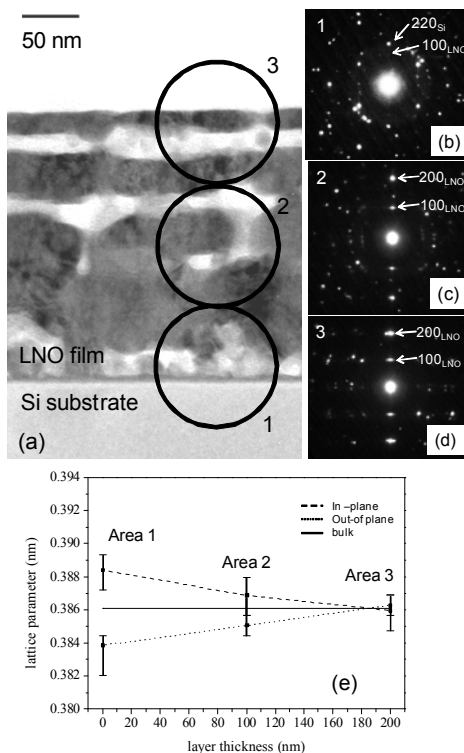 50 nm
3
2
LNO film
Si substrate
1
(a)
1
220Si
100LNO
(b)
2
200LNO
100LNO
(c)
3
200LNO
100LNO
(d)
0.394
0.392
0.390
0.388
0.386
0.384
0.382
0.380
lattice parameter (nm)
In –plane
Out-of plane
bulk
Area 1
Area 2
Area 3
(e)
0 20 40 60 80 100 120 140 160 180 200
layer thickness (nm)